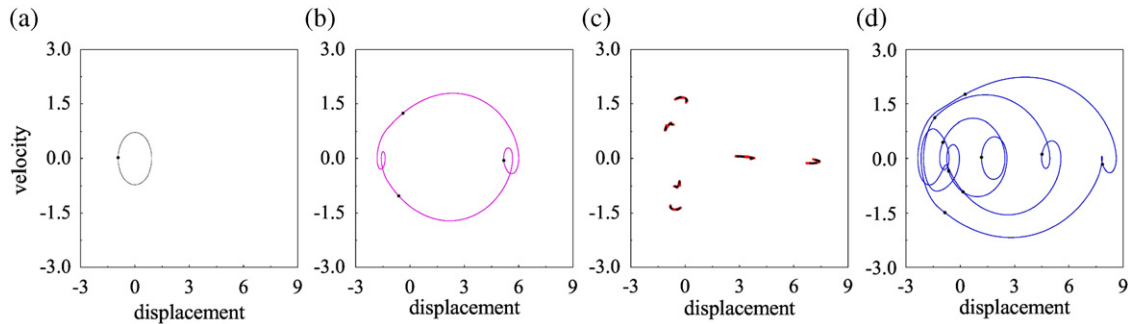 (a) (b) (c) (d)
velocity
3.0 3.0 3.0 3.0
1.5 1.5 1.5 1.5
0.0 0.0 0.0 0.0
-1.5 -1.5 -1.5 -1.5
-3.0 -3.0 -3.0 -3.0
-3 0 3 6 9 -3 0 3 6 9 -3 0 3 6 9 -3 0 3 6 9
displacement displacement displacement displacement